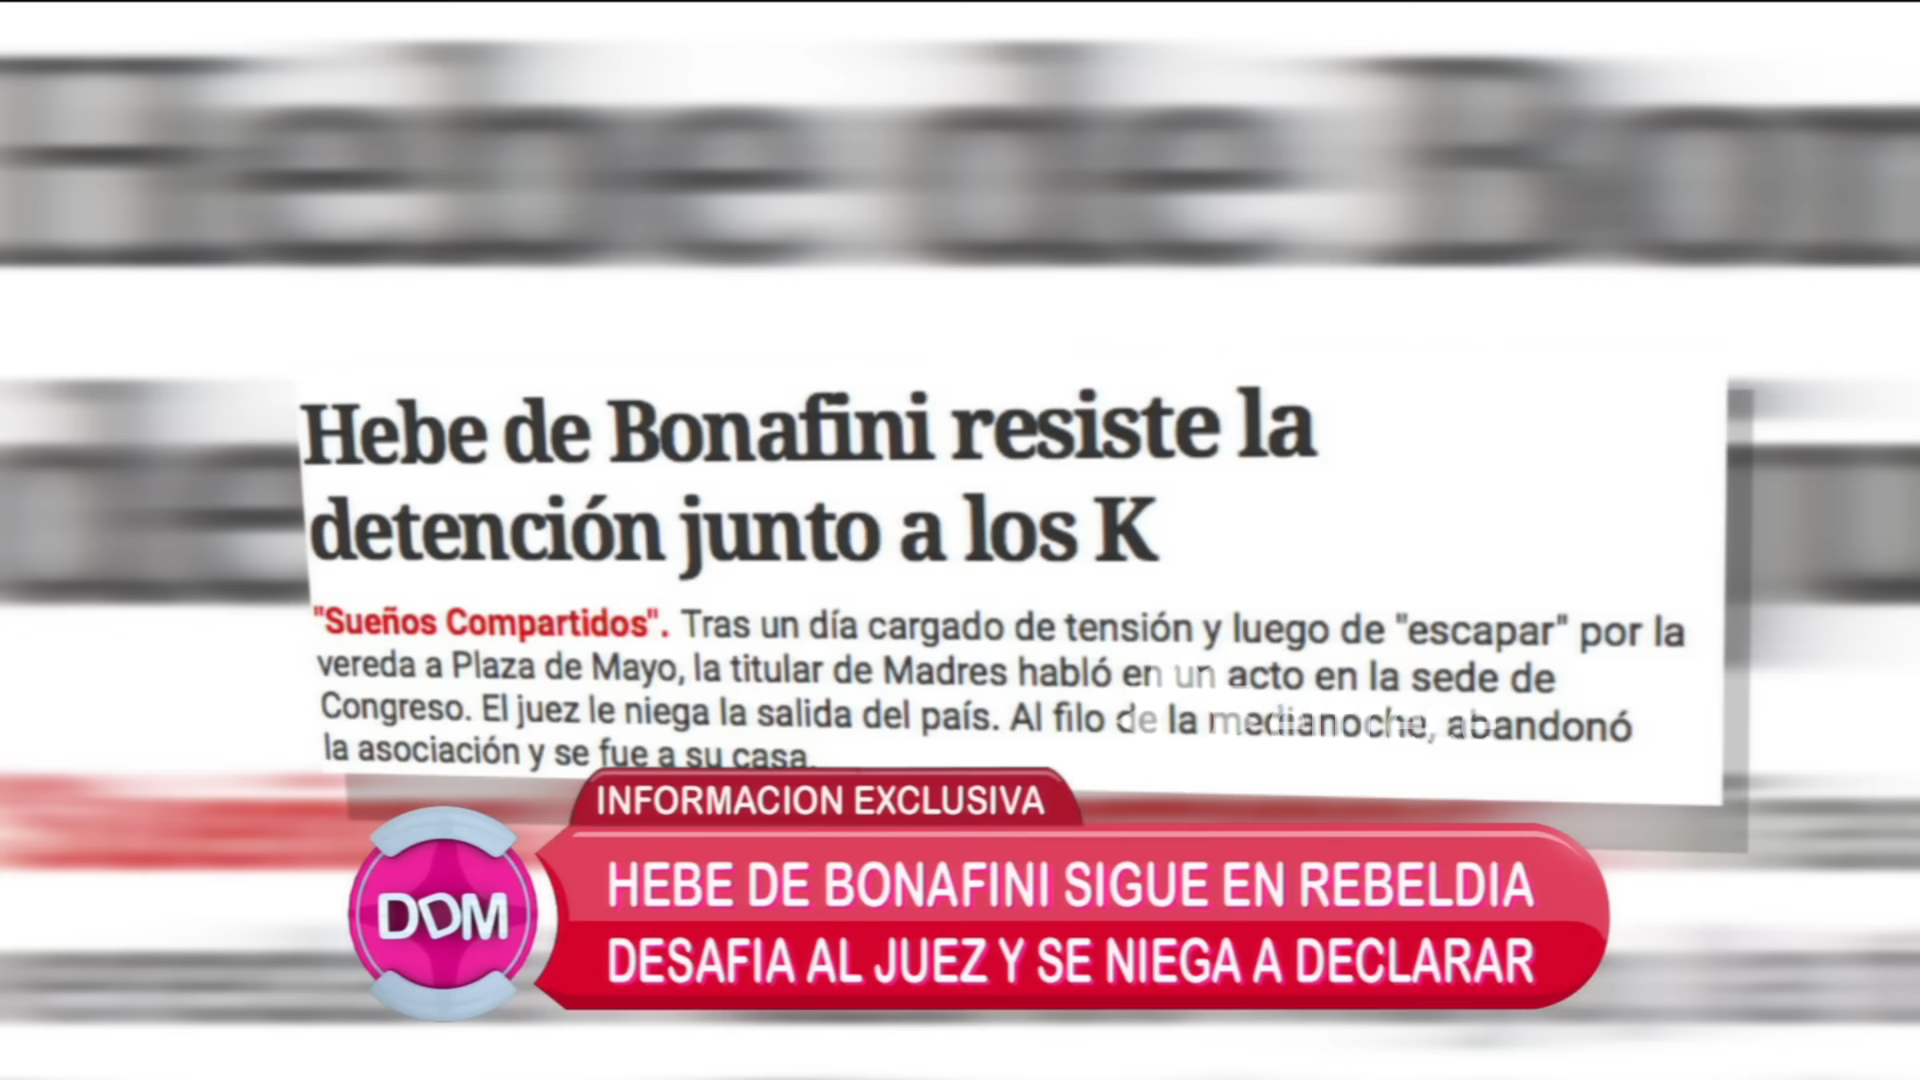 Hebe de Bonafini resiste la
detención junto a los K
"Sueños Compartidos". Tras un día cargado de tensión y luego de "escapar" por la
vereda a Plaza de Mayo, la titular de Madres habló en un acto en la sede de
Congreso. El juez le niega la salida del país. Al filo de la medianoche, abandonó
la asociación y se fue a su casa.
INFORMACION EXCLUSIVA
DDM
HEBE DE BONAFINI SIGUE EN REBELDIA
DESAFIA AL JUEZ Y SE NIEGA A DECLARAR